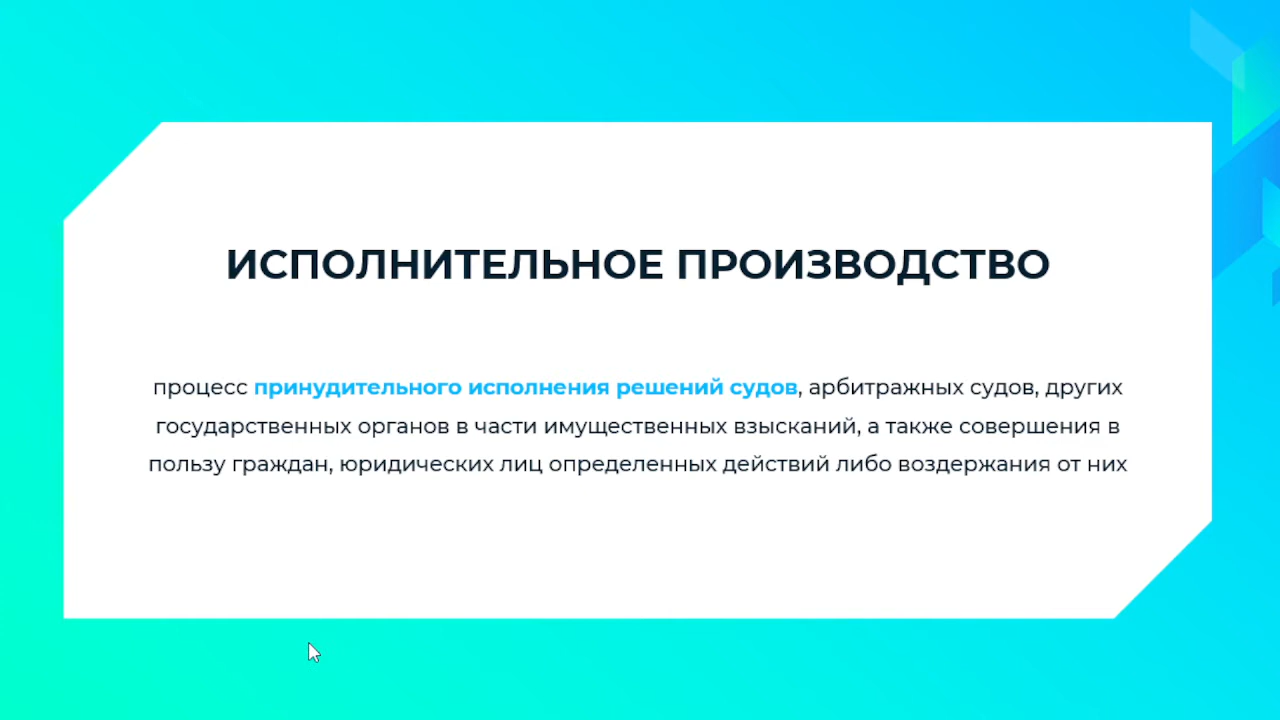 ИСПОЛНИТЕЛЬНОЕ ПРОИЗВОДСТВО
процесс принудительного исполнения решений судов, арбитражных судов, других
государственных органов в части имущественных взысканий, а также совершения в
пользу граждан, юридических лиц определенных действий либо воздержания от них